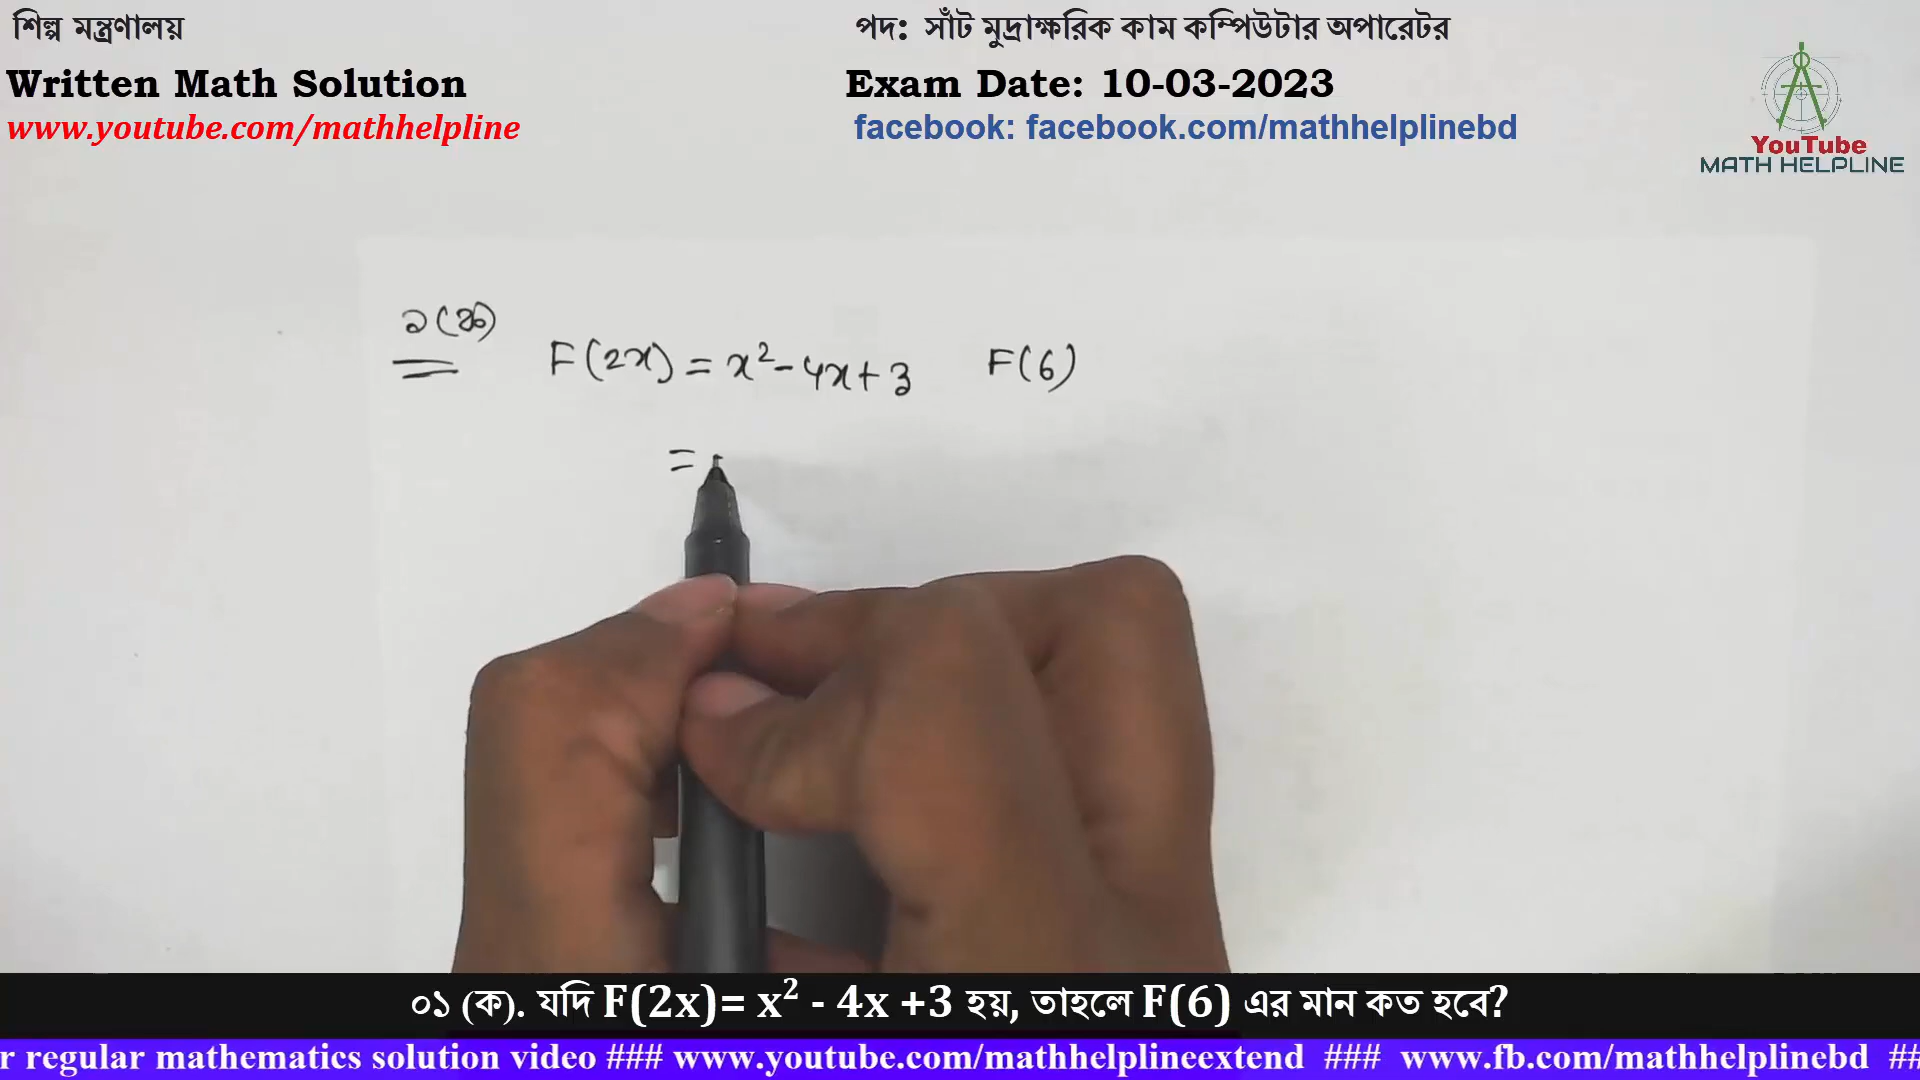 শিল্প মন্ত্রণালয়
পদ: সাঁট মুদ্রাক্ষরিক কাম কম্পিউটার অপারেটর
Written Math Solution
Exam Date: 10-03-2023
www.youtube.com/mathhelpline
facebook: facebook.com/mathhelplinebd
YouTube
MATH HELPLINE
১(ক)
F(2x) = x² - 4x + 3 F(6)
=
০১ (ক). যদি F(2x)= x² - 4x +3 হয়, তাহলে F(6) এর মান কত হবে?
r regular mathematics solution video ### www.youtube.com/mathhelplineextend ### www.fb.com/mathhelplinebd ##